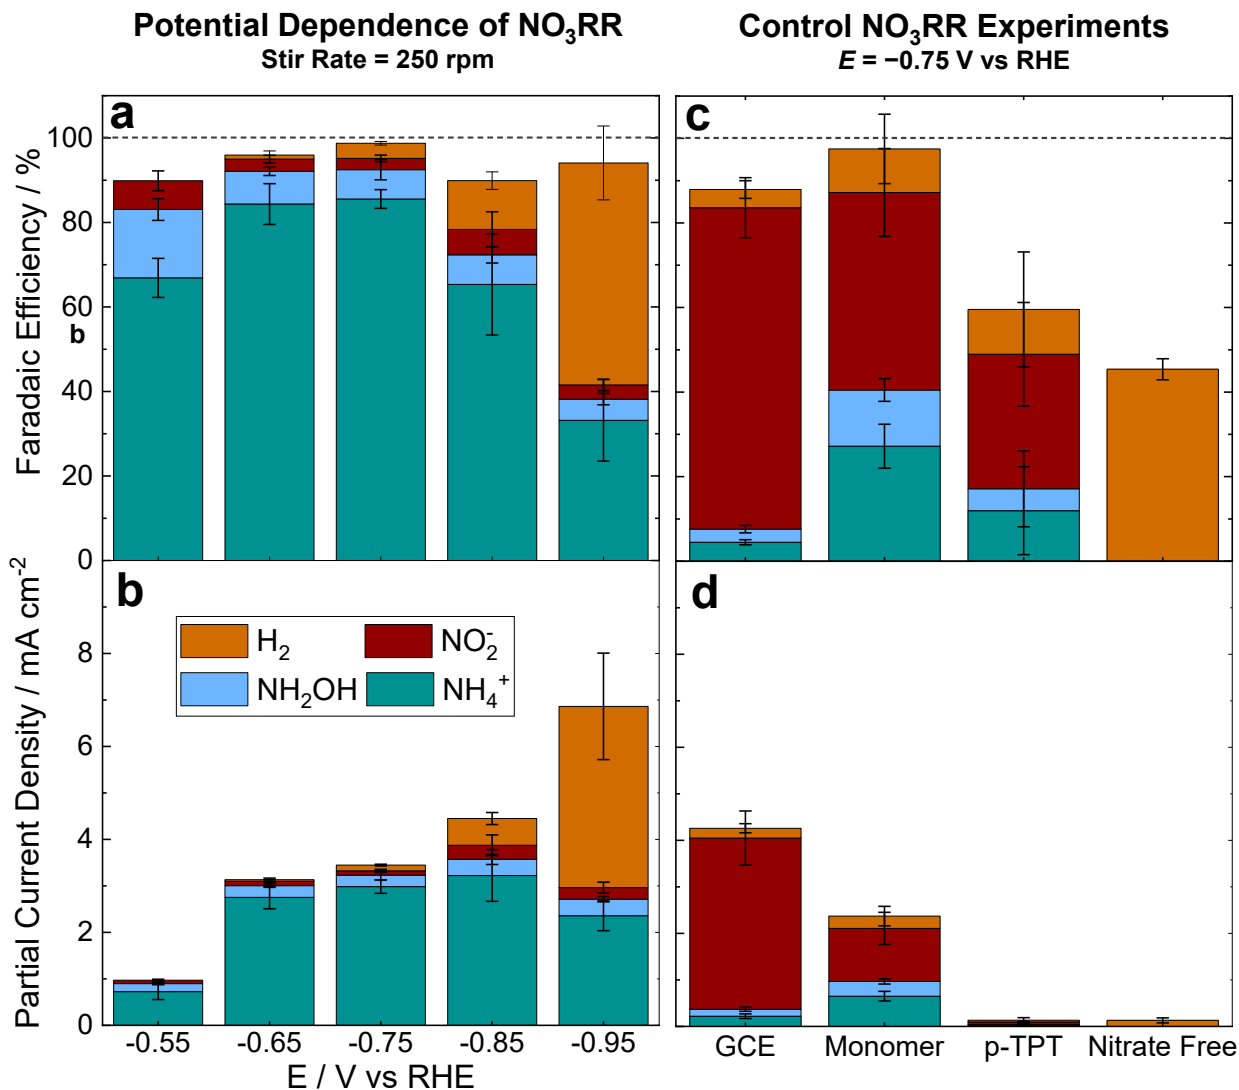 Potential Dependence of NO₃RR
Stir Rate = 250 rpm
Control NO₃RR Experiments
E = −0.75 V vs RHE
a
c
Faradaic Efficiency / %
100
80
60
40
20
0
b
b
d
Partial Current Density / mA cm⁻²
8
6
4
2
0
H₂
NO₂⁻
NH₂OH
NH₄⁺
-0.55
-0.65
-0.75
-0.85
-0.95
E / V vs RHE
GCE
Monomer
p-TPT
Nitrate Free